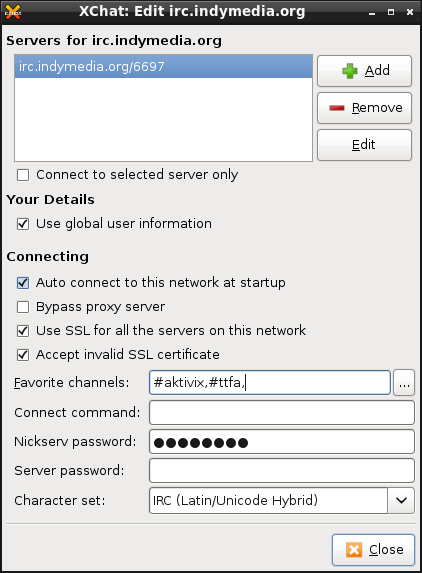 XChat: Edit irc.indymedia.org
Servers for irc.indymedia.org
irc.indymedia.org/6697
Add
Remove
Edit
Connect to selected server only
Your Details
Use global user information
Connecting
Auto connect to this network at startup
Bypass proxy server
Use SSL for all the servers on this network
Accept invalid SSL certificate
Favorite channels: #aktivix,#ttfa, ...
Connect command:
Nickserv password: ●●●●●●●●
Server password:
Character set: IRC (Latin/Unicode Hybrid)
Close